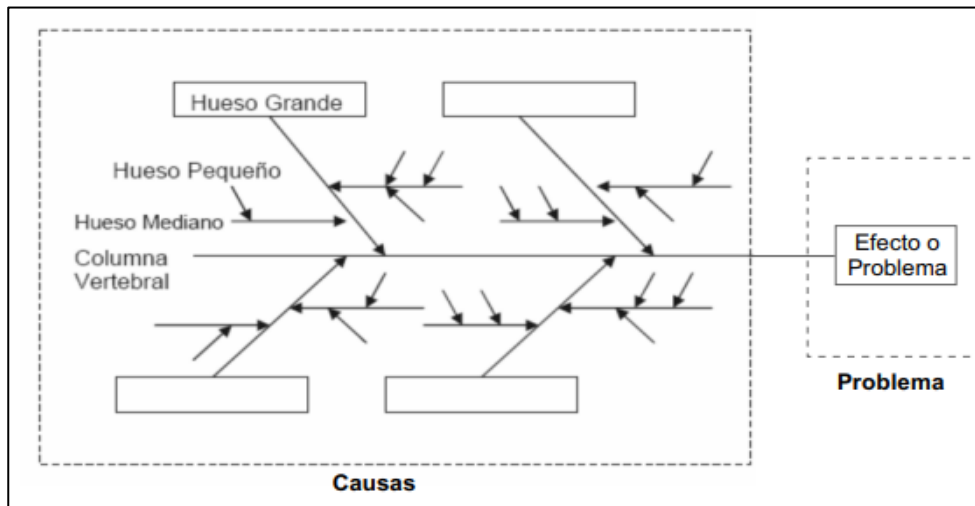 Hueso Grande
Hueso Pequeño
Hueso Mediano
Columna
Vertebral
Efecto o
Problema
Problema
Causas